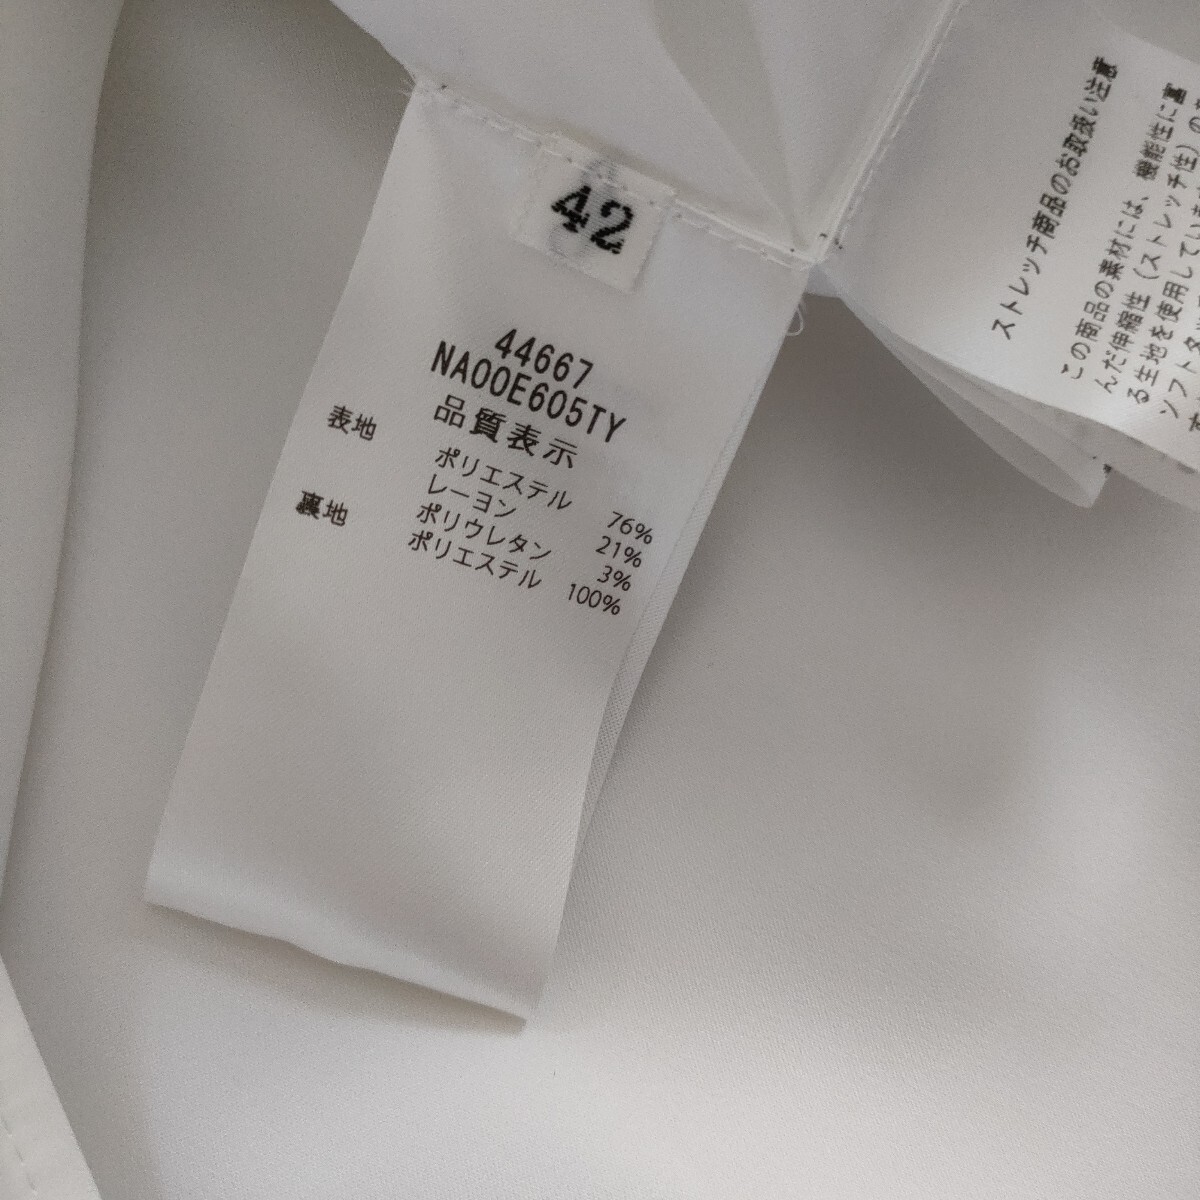 42
44667
NA00E605TY
品質表示
表地 ポリエステル 76%
レーヨン 21%
ポリウレタン 3%
裏地 ポリエステル 100%
ストレッチ商品のお取扱い注意
この商品の素材には、機能性に富
んだ伸縮性（ストレッチ性）の
る生地を使用していま
ソフトタ